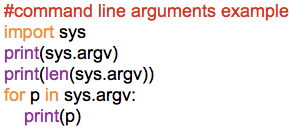 #command line arguments example
import sys
print(sys.argv)
print(len(sys.argv))
for p in sys.argv:
    print(p)